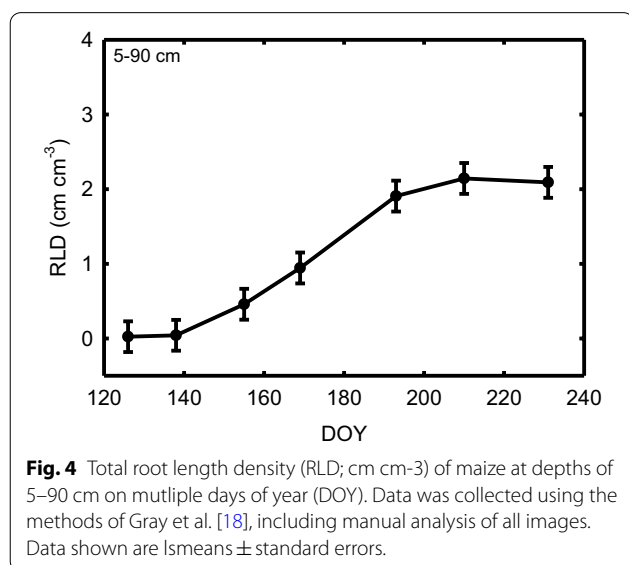 4
5-90 cm
3
2
1
0
RLD (cm cm-3)
120 140 160 180 200 220 240
DOY
Fig. 4 Total root length density (RLD; cm cm-3) of maize at depths of
5–90 cm on mutliple days of year (DOY). Data was collected using the
methods of Gray et al. [18], including manual analysis of all images.
Data shown are lsmeans ± standard errors.